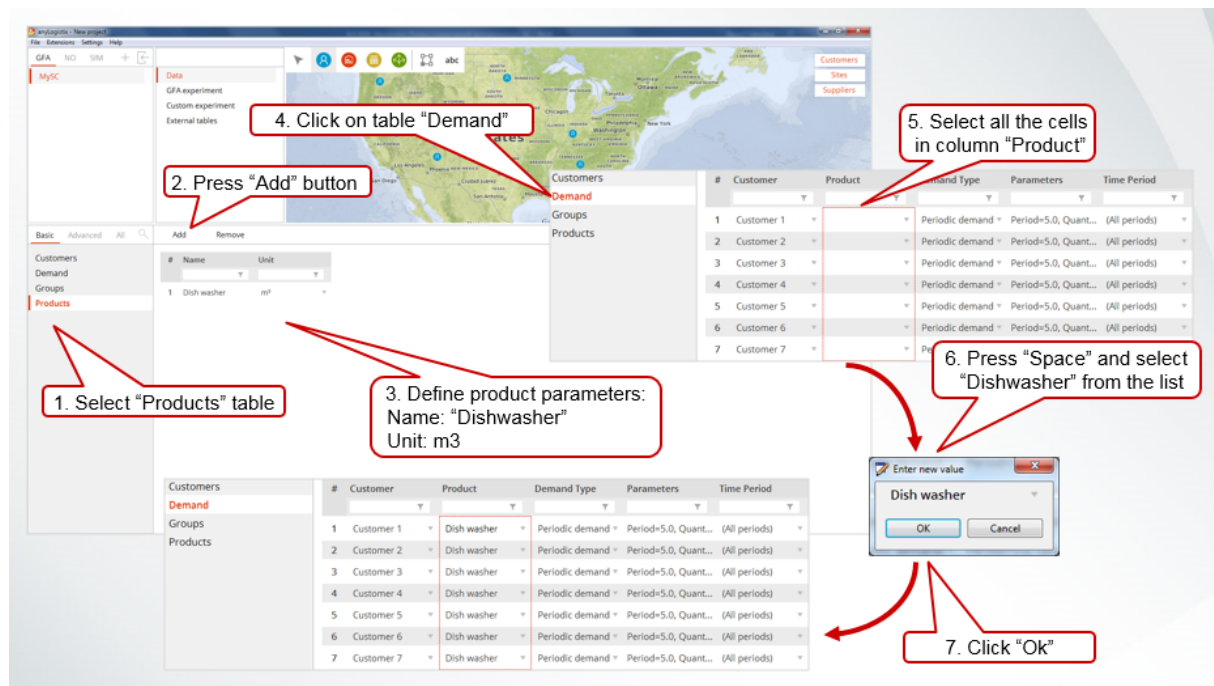 anyLogistix - New project
File Extensions Settings Help
GFA NO SIM
MySC
Data
GFA experiment
Custom experiment
External tables
abc
Customers
Sites
Suppliers
4. Click on table “Demand”
5. Select all the cells
in column “Product”
2. Press “Add” button
Customers
Demand
Groups
Products
# Customer Product Demand Type Parameters Time Period
1 Customer 1 Periodic demand Period=5.0, Quant... (All periods)
2 Customer 2 Periodic demand Period=5.0, Quant... (All periods)
3 Customer 3 Periodic demand Period=5.0, Quant... (All periods)
4 Customer 4 Periodic demand Period=5.0, Quant... (All periods)
5 Customer 5 Periodic demand Period=5.0, Quant... (All periods)
6 Customer 6 Periodic demand Period=5.0, Quant... (All periods)
7 Customer 7
Basic Advanced All
Add Remove
Customers
Demand
Groups
Products
# Name Unit
1 Dish washer m³
6. Press “Space” and select
“Dishwasher” from the list
1. Select “Products” table
3. Define product parameters:
Name: “Dishwasher”
Unit: m3
Enter new value
Dish washer
OK Cancel
Customers
Demand
Groups
Products
# Customer Product Demand Type Parameters Time Period
1 Customer 1 Dish washer Periodic demand Period=5.0, Quant... (All periods)
2 Customer 2 Dish washer Periodic demand Period=5.0, Quant... (All periods)
3 Customer 3 Dish washer Periodic demand Period=5.0, Quant... (All periods)
4 Customer 4 Dish washer Periodic demand Period=5.0, Quant... (All periods)
5 Customer 5 Dish washer Periodic demand Period=5.0, Quant... (All periods)
6 Customer 6 Dish washer Periodic demand Period=5.0, Quant... (All periods)
7 Customer 7 Dish washer Periodic demand Period=5.0, Quant... (All periods)
7. Click “Ok”